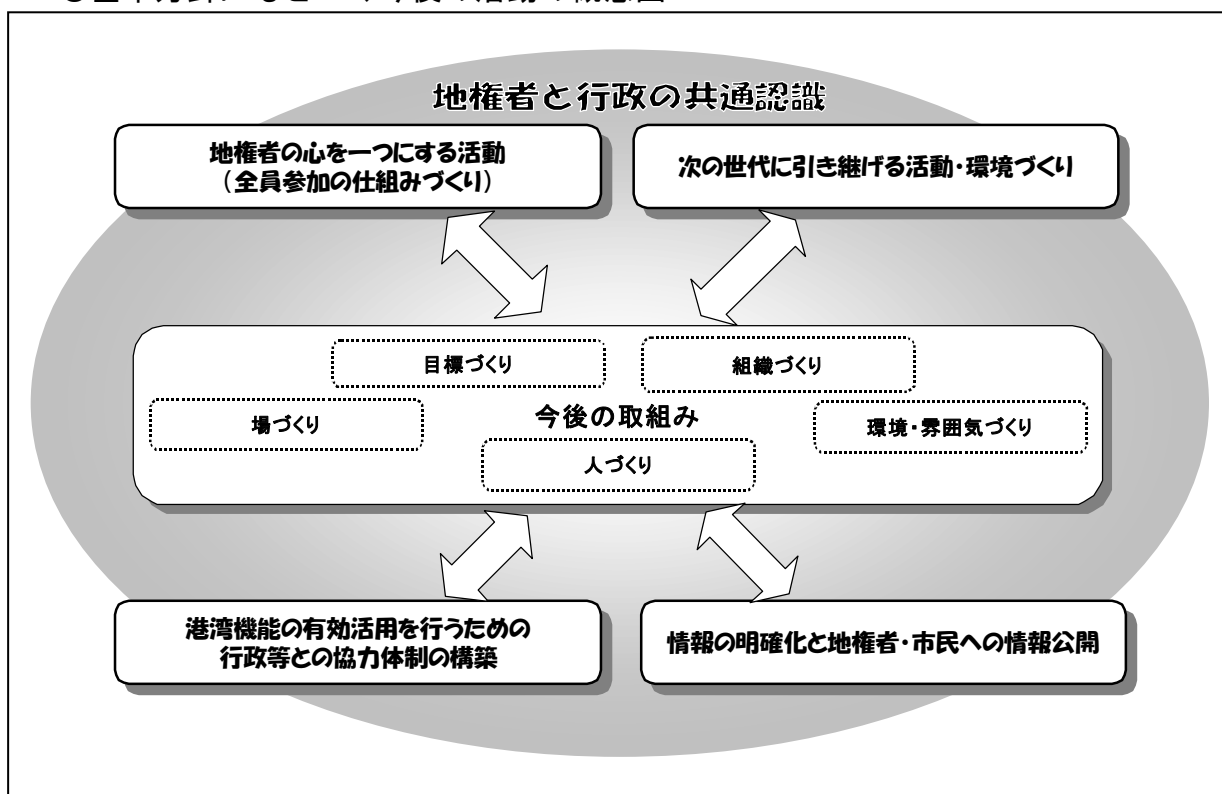 地権者と行政の共通認識
地権者の心を一つにする活動
(全員参加の仕組みづくり)
次の世代に引き継げる活動・環境づくり
目標づくり
組織づくり
場づくり
今後の取組み
環境・雰囲気づくり
人づくり
港湾機能の有効活用を行うための
行政等との協力体制の構築
情報の明確化と地権者・市民への情報公開